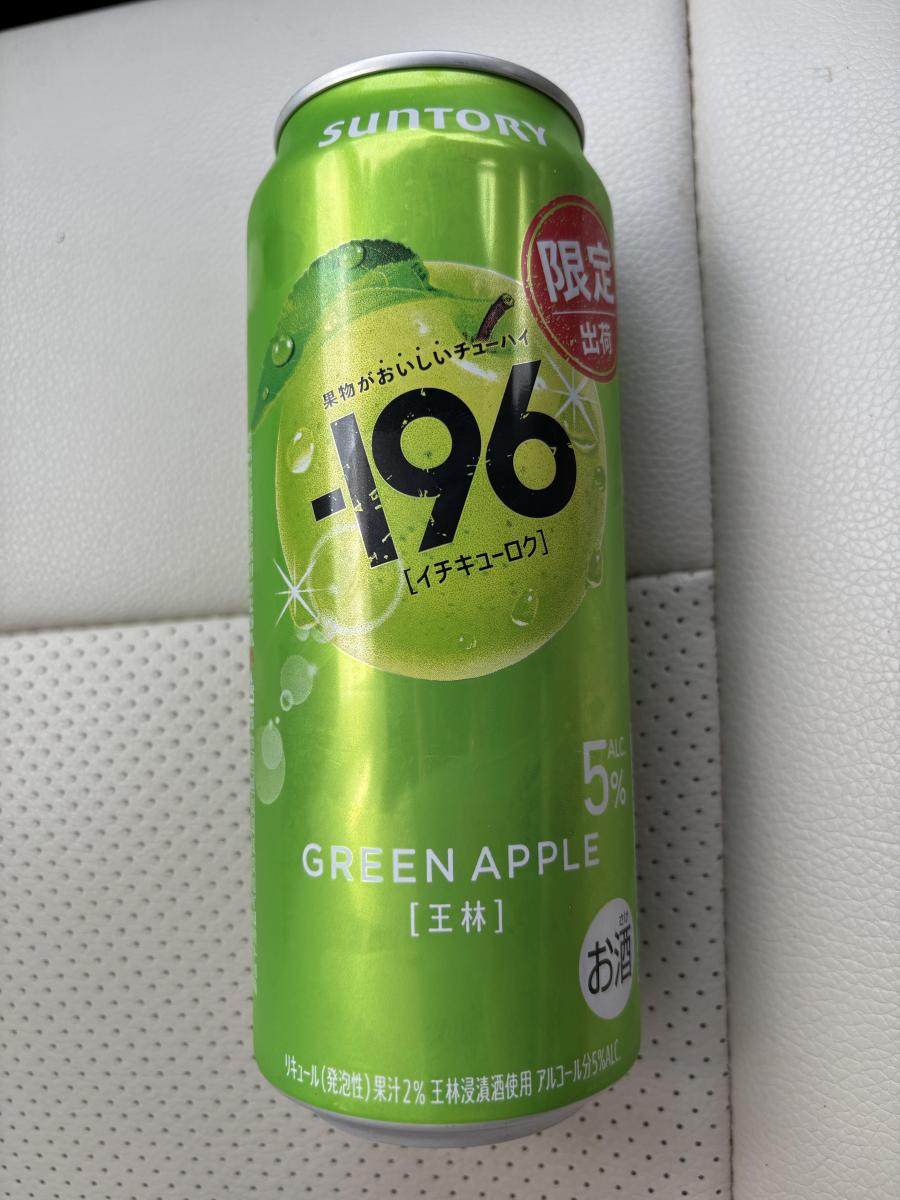 SUNTORY
限定
出荷
果物がおいしいチューハイ
-196
[イチキューロク]
5%
ALC.
GREEN APPLE
[王林]
さけ
お酒
リキュール(発泡性)果汁2% 王林浸漬酒使用 アルコール分5%ALC.